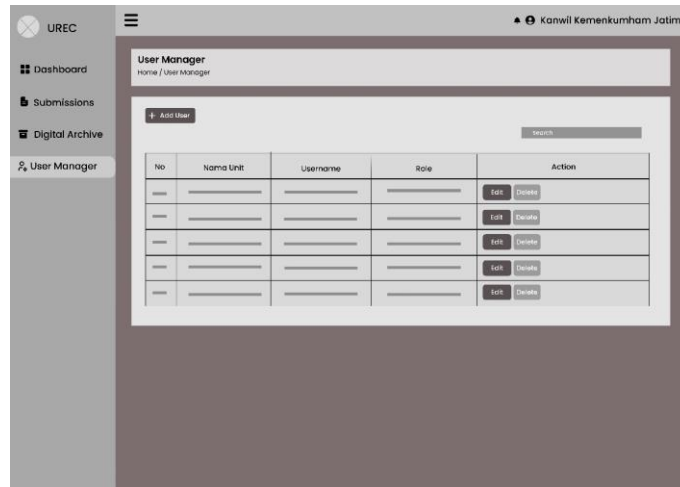 UREC
Kanwil Kemenkumham Jatim
Dashboard
Submissions
Digital Archive
User Manager
User Manager
Home / User Manager
+ Add User
Search
No Nama Unit Username Role Action
Edit Delete
Edit Delete
Edit Delete
Edit Delete
Edit Delete